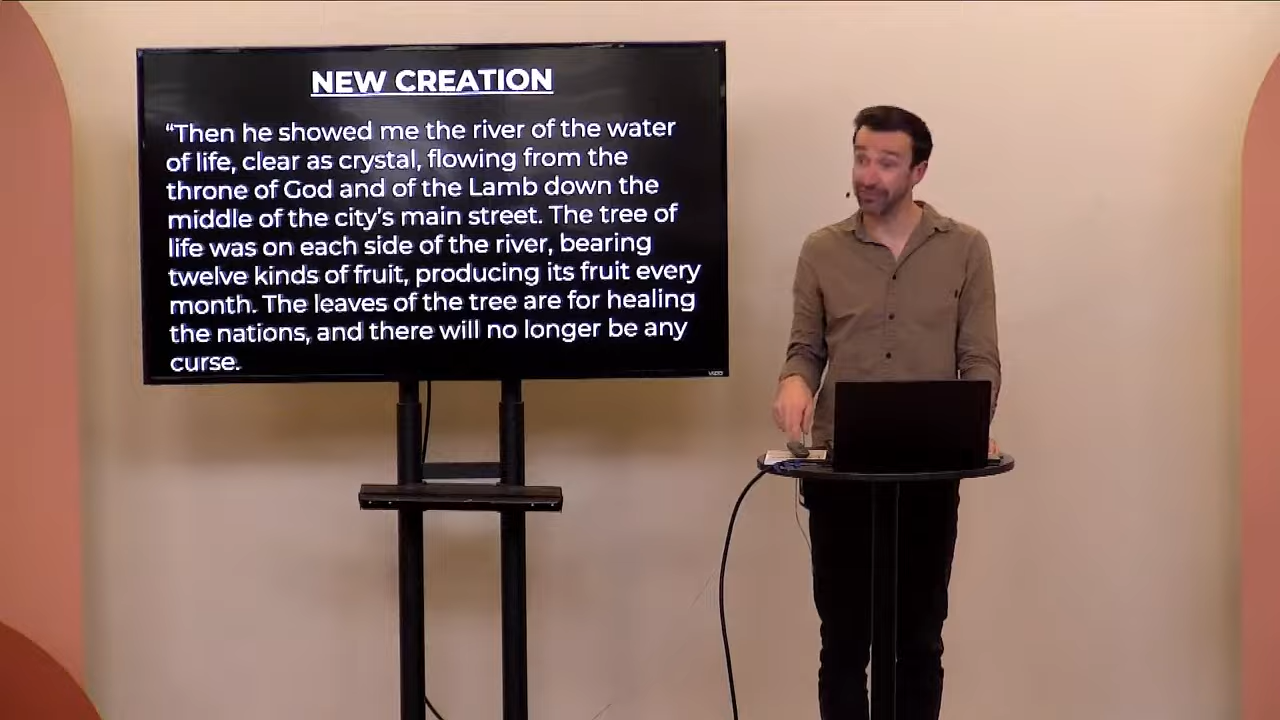 NEW CREATION
“Then he showed me the river of the water
of life, clear as crystal, flowing from the
throne of God and of the Lamb down the
middle of the city’s main street. The tree of
life was on each side of the river, bearing
twelve kinds of fruit, producing its fruit every
month. The leaves of the tree are for healing
the nations, and there will no longer be any
curse.
VIZIO